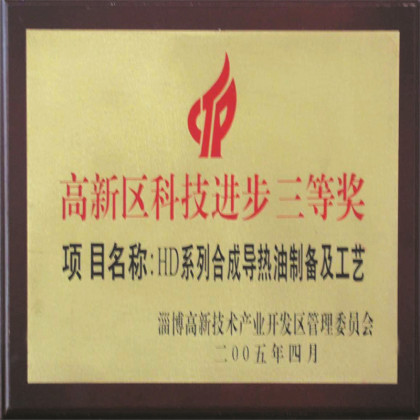 高新区科技进步三等奖
项目名称:HD系列合成导热油制备及工艺
淄博高新技术产业开发区管理委员会
二00五年四月